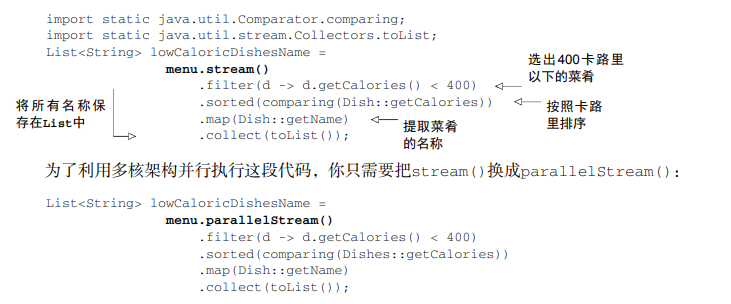 import static java.util.Comparator.comparing;
import static java.util.stream.Collectors.toList;
List<String> lowCaloricDishesName =
menu.stream()
.filter(d -> d.getCalories() < 400)
选出400卡路里
以下的菜肴
.sorted(comparing(Dish::getCalories))
按照卡路
里排序
.map(Dish::getName)
提取菜肴
的名称
将所有名称保
存在List中
.collect(toList());
为了利用多核架构并行执行这段代码，你只需要把stream()换成parallelStream()：
List<String> lowCaloricDishesName =
menu.parallelStream()
.filter(d -> d.getCalories() < 400)
.sorted(comparing(Dishes::getCalories))
.map(Dish::getName)
.collect(toList());